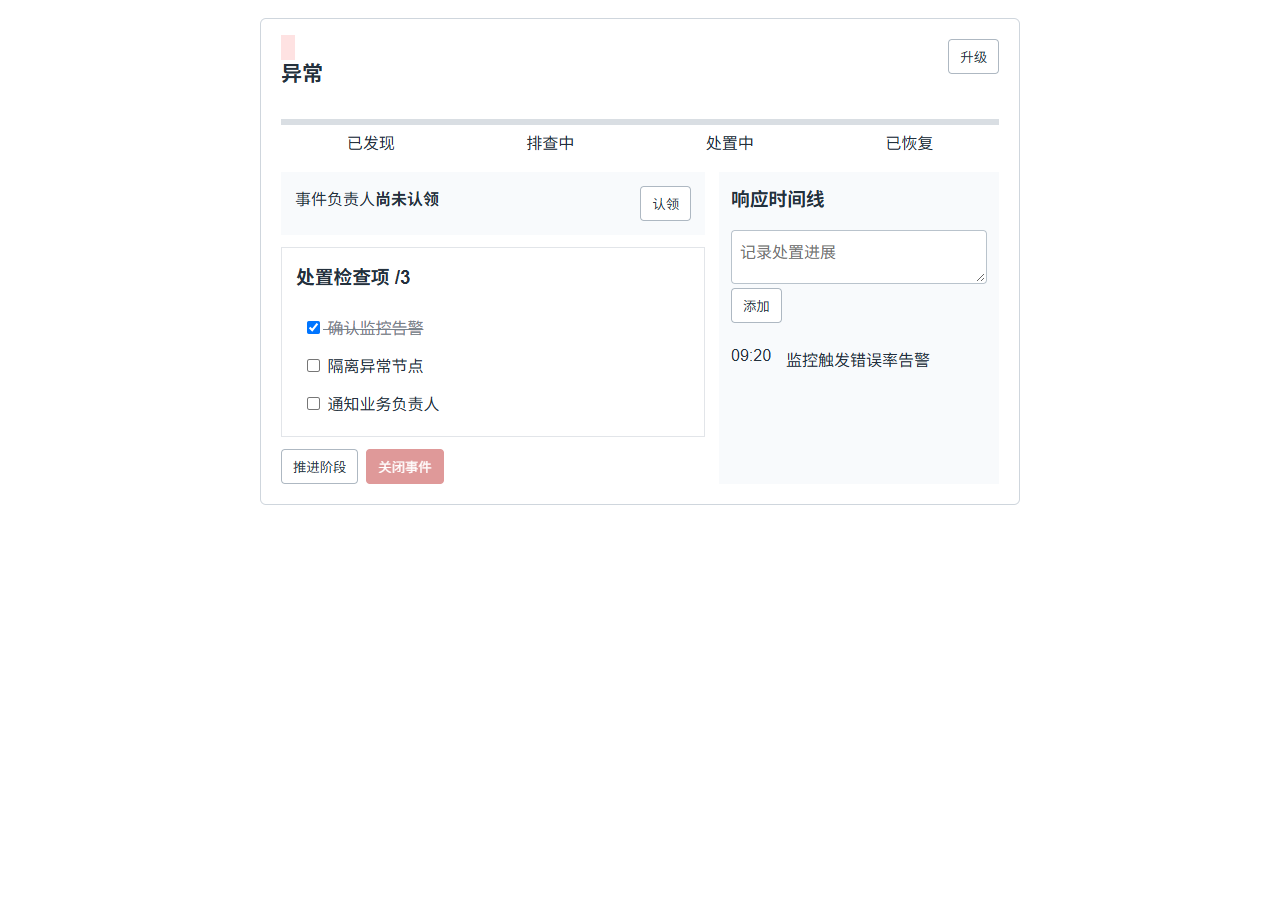 异常
升级
已发现
排查中
处置中
已恢复
事件负责人尚未认领
认领
处置检查项 /3
确认监控告警
隔离异常节点
通知业务负责人
推进阶段
关闭事件
响应时间线
记录处置进展
添加
09:20 监控触发错误率告警